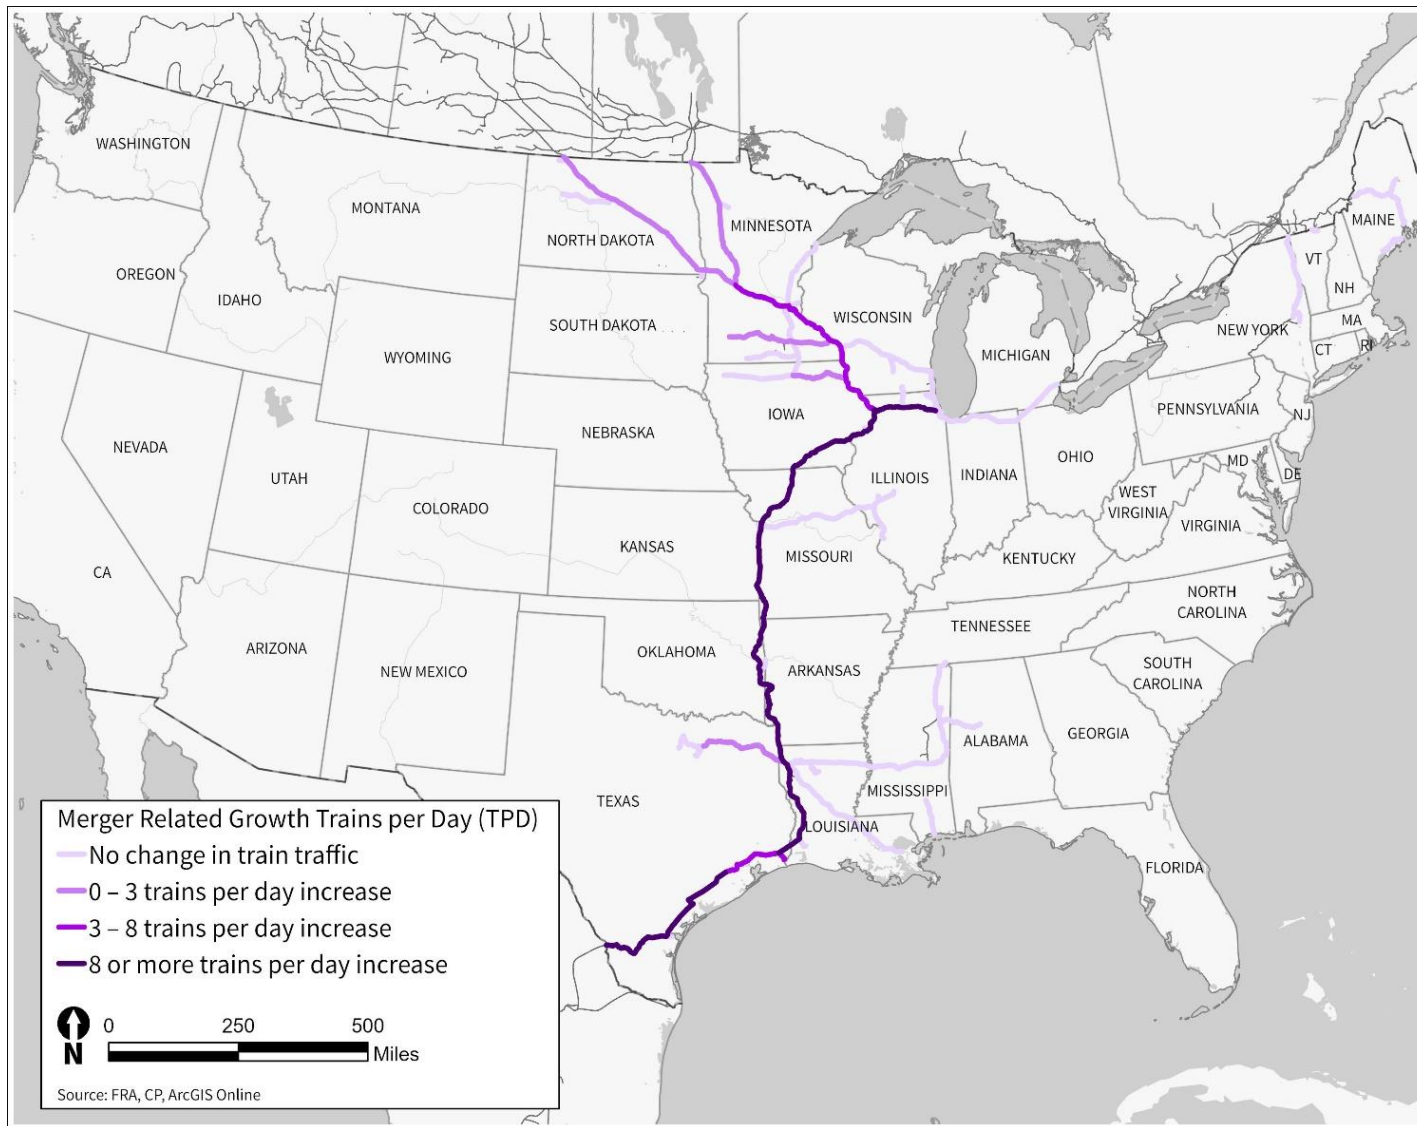 WASHINGTON
MONTANA
NORTH DAKOTA
MINNESOTA
MAINE
OREGON
IDAHO
SOUTH DAKOTA
WISCONSIN
VT
NH
WYOMING
MICHIGAN
NEW YORK
MA
CT
RI
NEVADA
NEBRASKA
IOWA
PENNSYLVANIA
NJ
UTAH
COLORADO
ILLINOIS
INDIANA
OHIO
MD
DE
WEST
VIRGINIA
VIRGINIA
CA
KANSAS
MISSOURI
KENTUCKY
NORTH
CAROLINA
ARIZONA
NEW MEXICO
OKLAHOMA
ARKANSAS
TENNESSEE
SOUTH
CAROLINA
TEXAS
MISSISSIPPI
ALABAMA
GEORGIA
LOUISIANA
FLORIDA
Merger Related Growth Trains per Day (TPD)
No change in train traffic
0 – 3 trains per day increase
3 – 8 trains per day increase
8 or more trains per day increase
N
0 250 500
Miles
Source: FRA, CP, ArcGIS Online